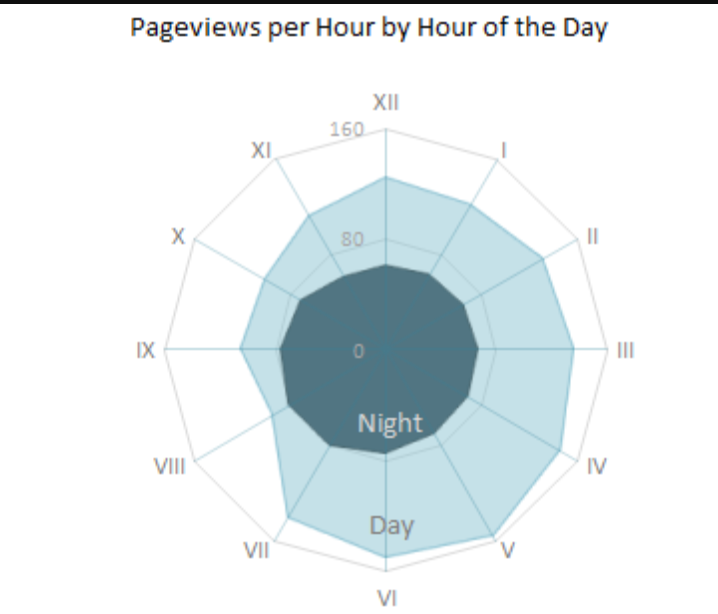 Pageviews per Hour by Hour of the Day
XII
160
XI
I
X
80
II
IX
0
III
Night
VIII
IV
Day
VII
V
VI